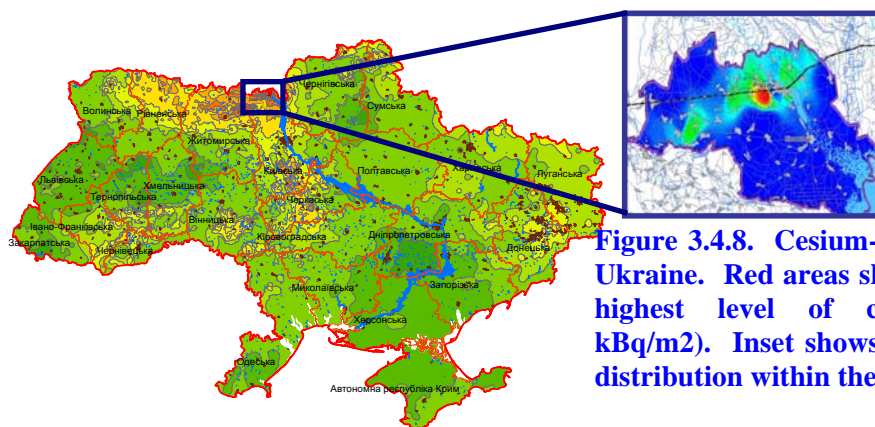 Чернігівська
Сумська
Волинська
Рівненська
Житомирська
Київська
Полтавська
Харківська
Луганська
Львівська
Тернопільська
Хмельницька
Черкаська
Вінницька
Івано-Франківська
Закарпатська
Чернівецька
Кіровоградська
Дніпропетровська
Донецька
Миколаївська
Запорізька
Херсонська
Одеська
Автономна республіка Крим
Figure 3.4.8. Cesium-
Ukraine. Red areas s
highest level of c
kBq/m2). Inset shows
distribution within the